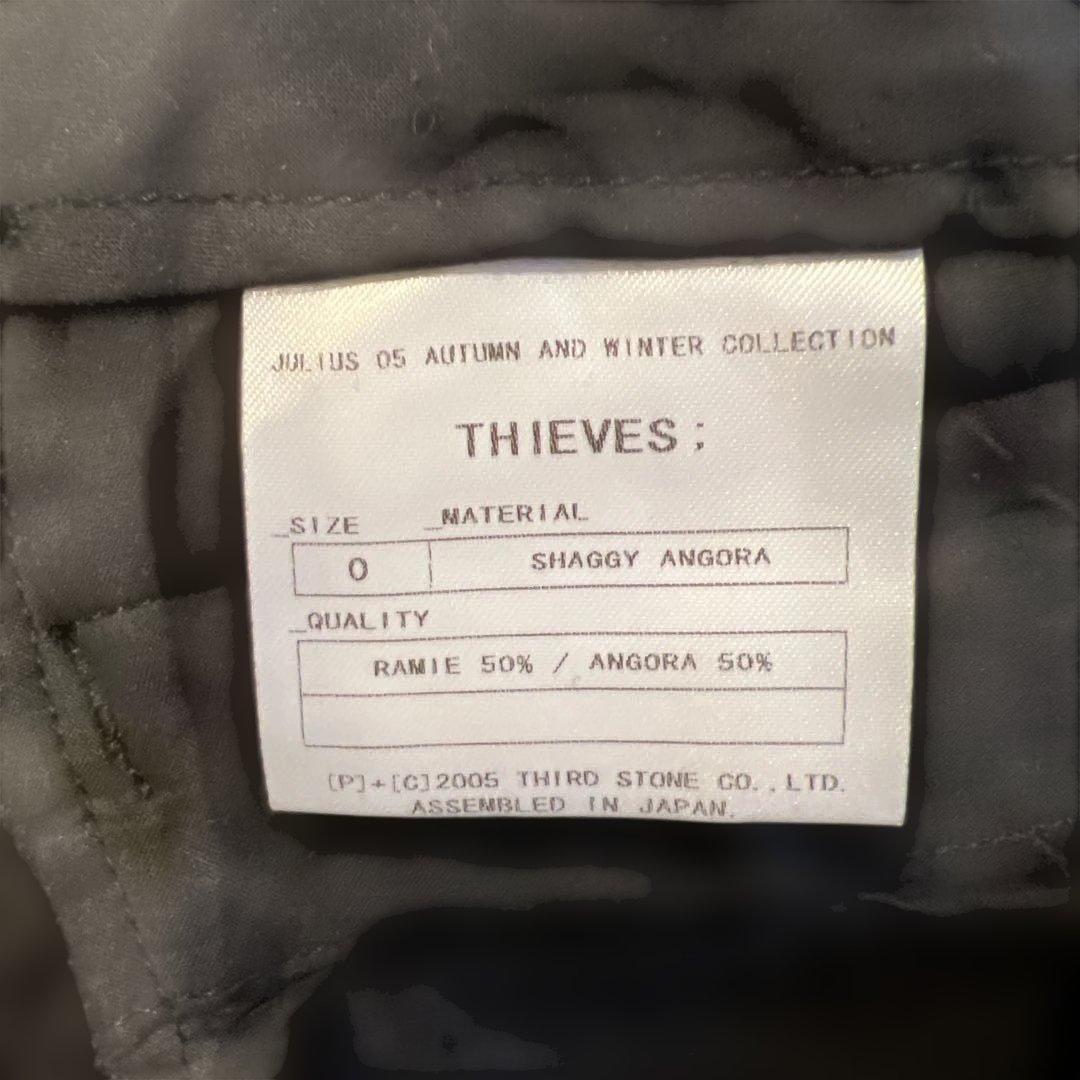 JULIUS 05 AUTUMN AND WINTER COLLECTION
THIEVES;
_SIZE _MATERIAL
0 SHAGGY ANGORA
_QUALITY
RAMIE 50% / ANGORA 50%
[P]+[C]2005 THIRD STONE CO.,LTD.
ASSEMBLED IN JAPAN.